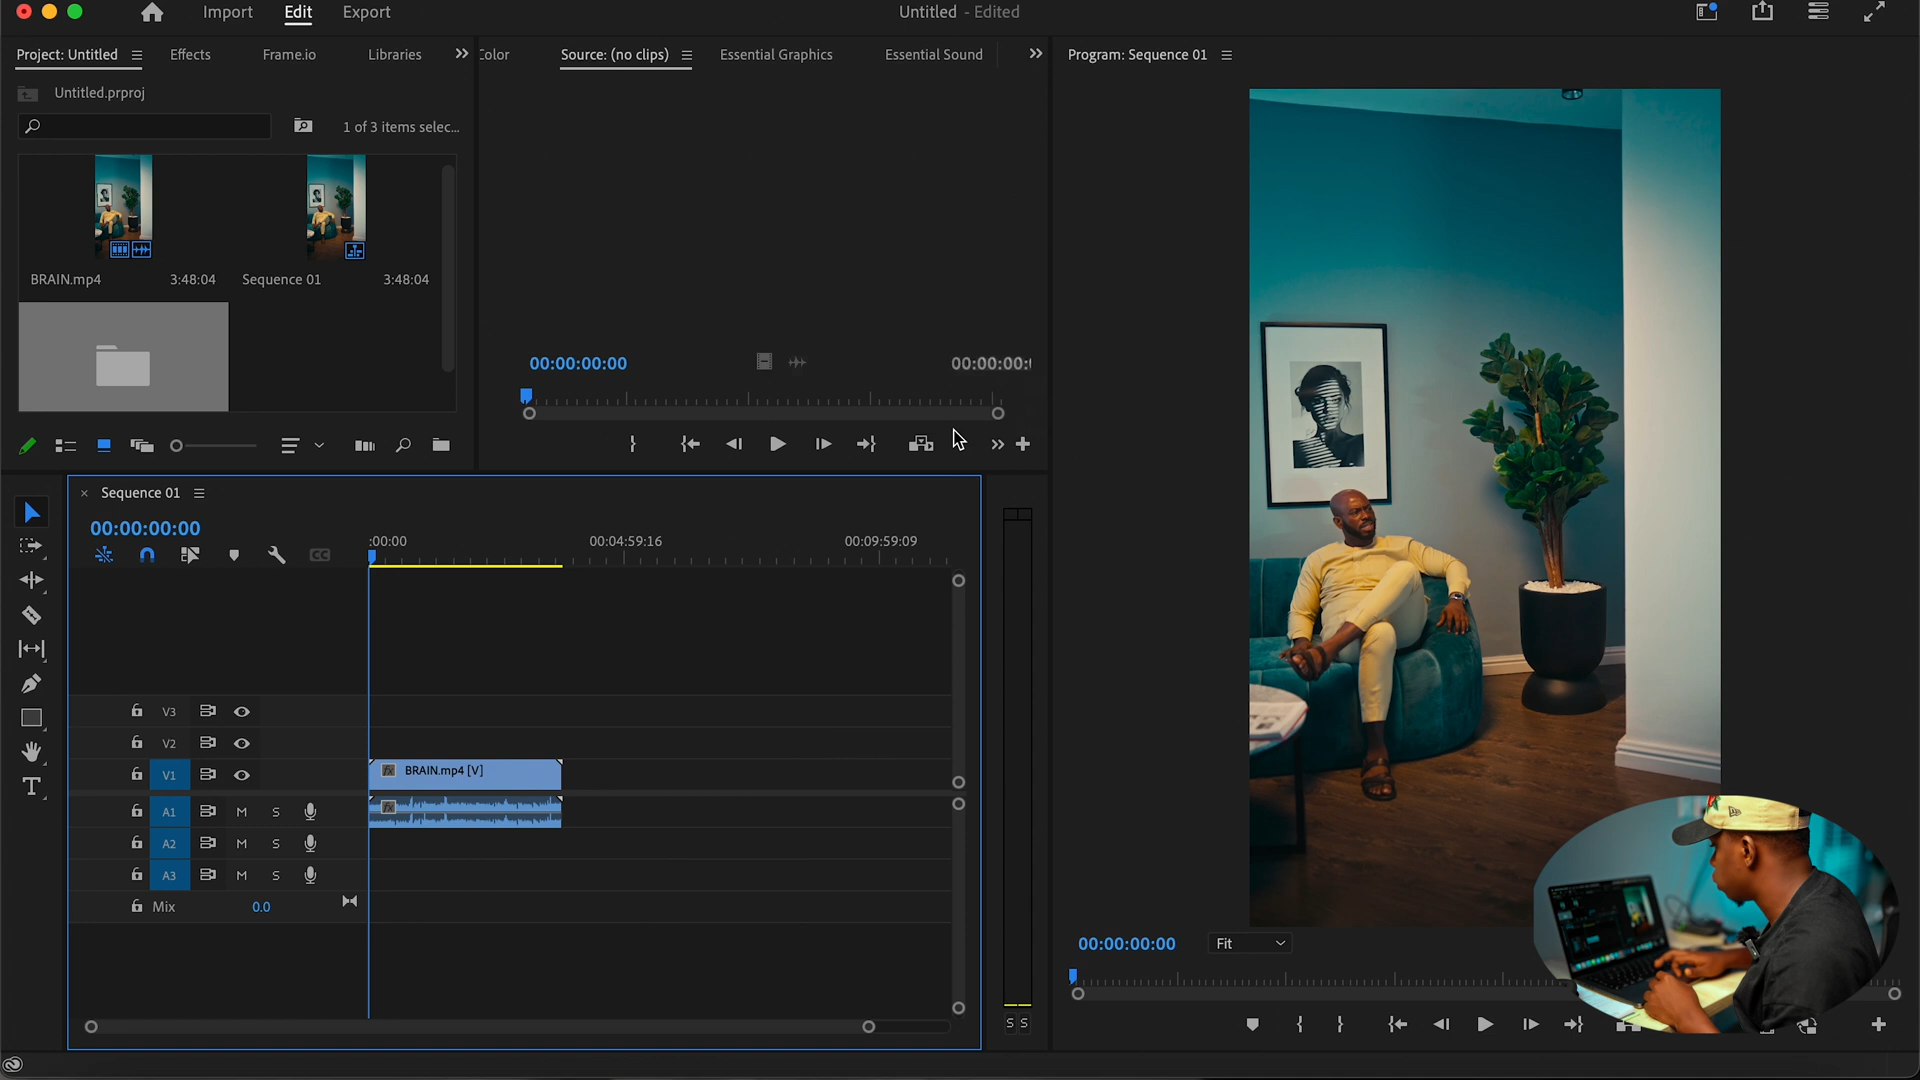 Import Edit Export
Untitled - Edited
Project: Untitled Effects Frame.io Libraries
Color Source: (no clips) Essential Graphics Essential Sound
Program: Sequence 01
Untitled.prproj
1 of 3 items selec...
BRAIN.mp4 3:48:04 Sequence 01 3:48:04
00:00:00:00 00:00:00:
Sequence 01
00:00:00:00
:00:00 00:04:59:16 00:09:59:09
CC
V3
V2
V1
fx BRAIN.mp4 [V]
A1 M S
fx
A2 M S
A3 M S
Mix 0.0
S S
00:00:00:00 Fit